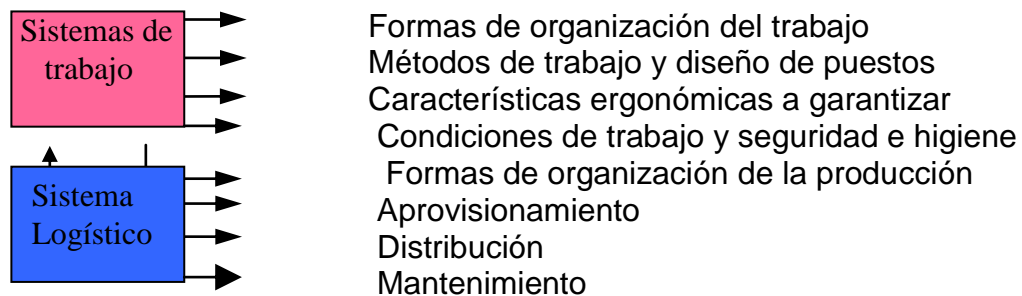 Sistemas de
trabajo
Formas de organización del trabajo
Métodos de trabajo y diseño de puestos
Características ergonómicas a garantizar
Condiciones de trabajo y seguridad e higiene
Sistema
Logístico
Formas de organización de la producción
Aprovisionamiento
Distribución
Mantenimiento